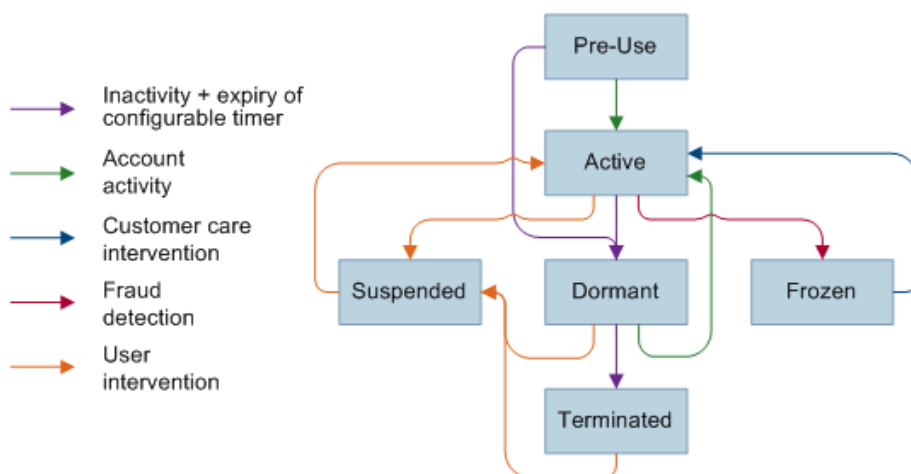 Pre-Use
Inactivity + expiry of
configurable timer
Account
activity
Active
Customer care
intervention
Suspended
Dormant
Frozen
Fraud
detection
User
intervention
Terminated